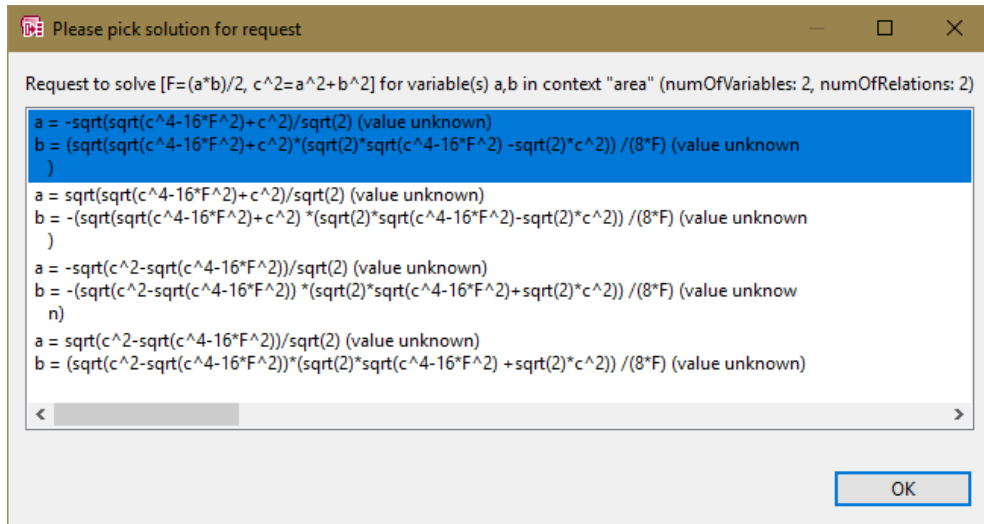 Please pick solution for request
Request to solve [F=(a*b)/2, c^2=a^2+b^2] for variable(s) a,b in context "area" (numOfVariables: 2, numOfRelations: 2)
a = -sqrt(sqrt(c^4-16*F^2)+c^2)/sqrt(2) (value unknown)
b = (sqrt(sqrt(c^4-16*F^2)+c^2)*(sqrt(2)*sqrt(c^4-16*F^2) -sqrt(2)*c^2)) /(8*F) (value unknown
)
a = sqrt(sqrt(c^4-16*F^2)+c^2)/sqrt(2) (value unknown)
b = -(sqrt(sqrt(c^4-16*F^2)+c^2) *(sqrt(2)*sqrt(c^4-16*F^2)-sqrt(2)*c^2)) /(8*F) (value unknown
)
a = -sqrt(c^2-sqrt(c^4-16*F^2))/sqrt(2) (value unknown)
b = -(sqrt(c^2-sqrt(c^4-16*F^2)) *(sqrt(2)*sqrt(c^4-16*F^2)+sqrt(2)*c^2)) /(8*F) (value unknow
n)
a = sqrt(c^2-sqrt(c^4-16*F^2))/sqrt(2) (value unknown)
b = (sqrt(c^2-sqrt(c^4-16*F^2))*(sqrt(2)*sqrt(c^4-16*F^2) +sqrt(2)*c^2)) /(8*F) (value unknown)
OK